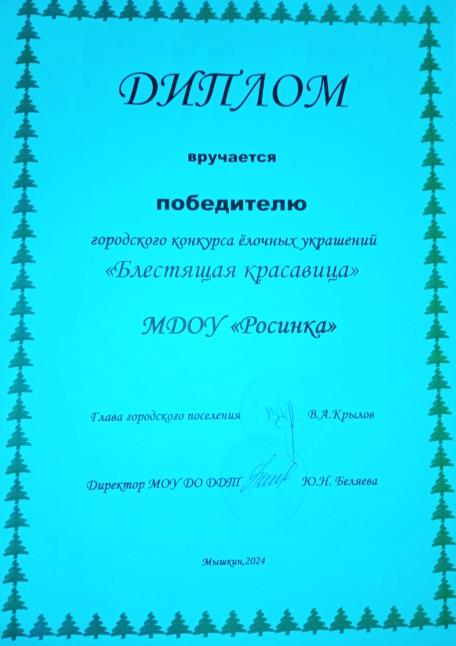 ДИПЛОМ
вручается
победителю
городского конкурса ёлочных украшений
«Блестящая красавица»
МДОУ «Росинка»
Глава городского поселения В.А.Крылов
Директор МОУ ДО ДДТ Ю.Н. Беляева
Мышкин,2024